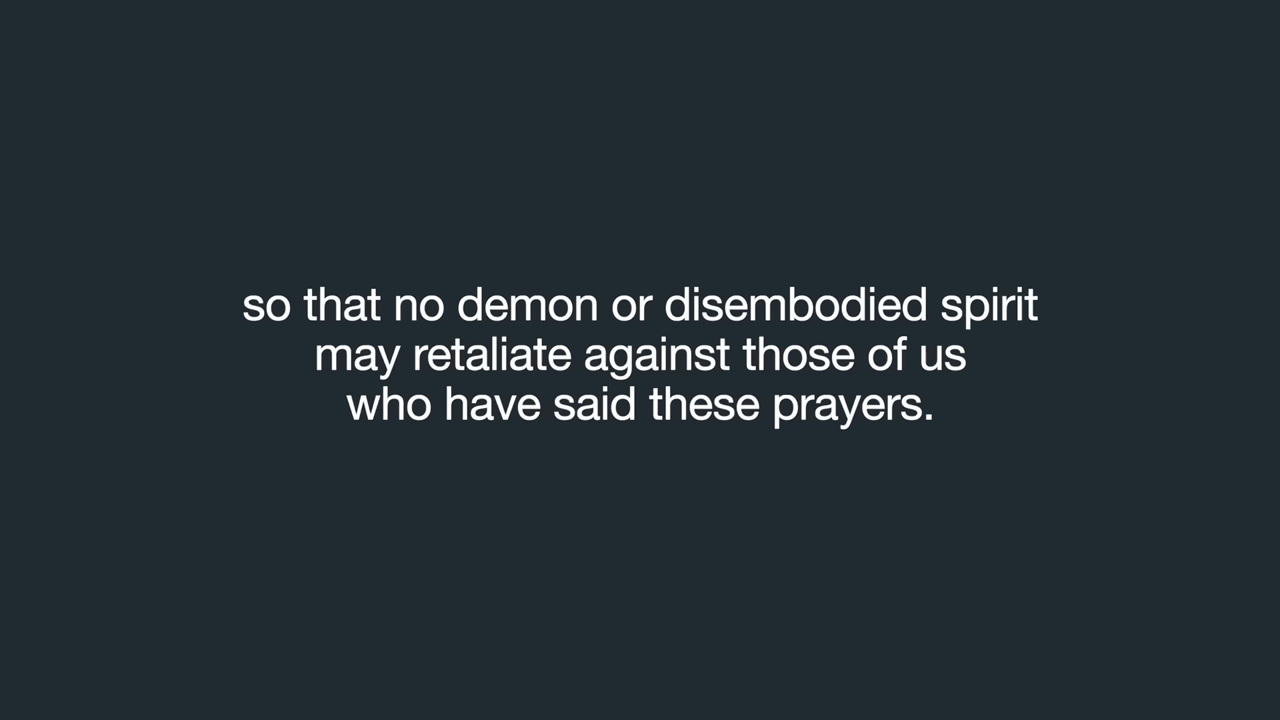 so that no demon or disembodied spirit
may retaliate against those of us
who have said these prayers.